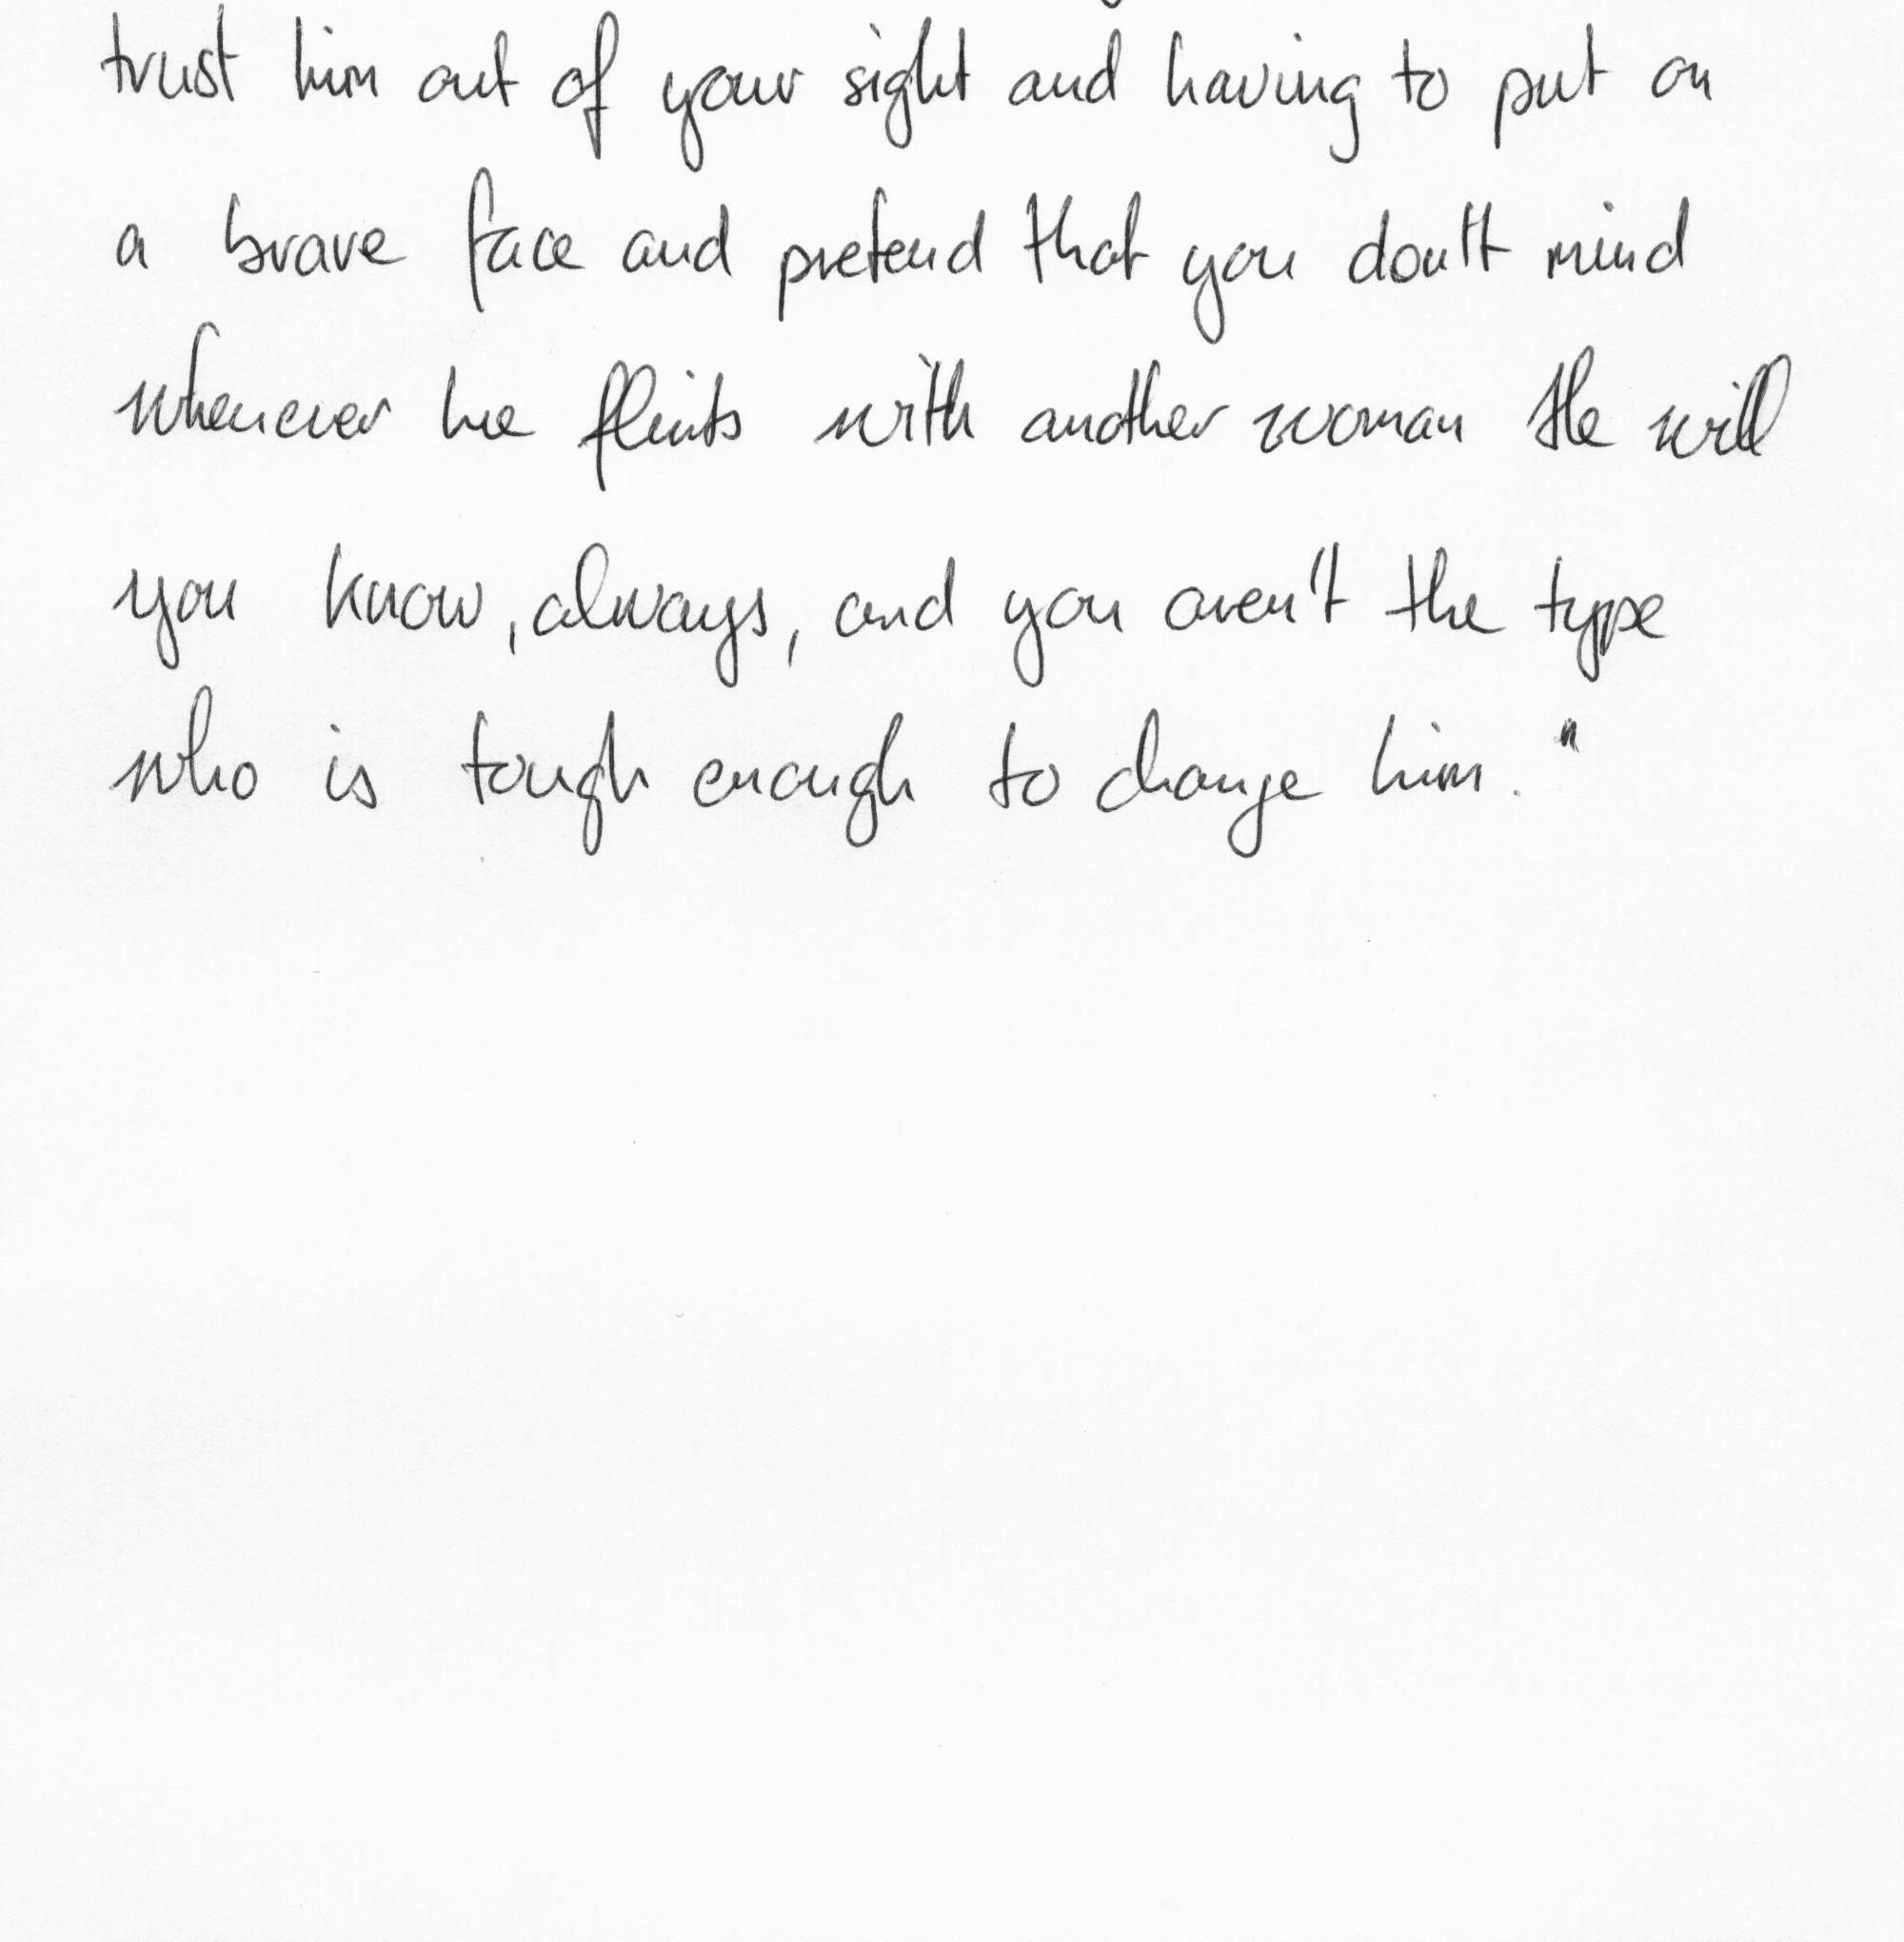 trust him out of your sight and having to put on
a brave face and pretend that you don't mind
whenever he flirts with another woman He will
you know, always, and you aren't the type
who is tough enough to change him."